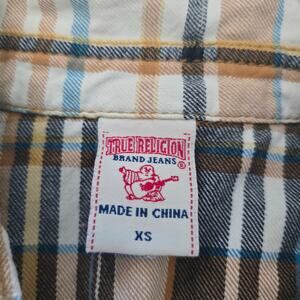 TRUE RELIGION
BRAND JEANS®
MADE IN CHINA
XS